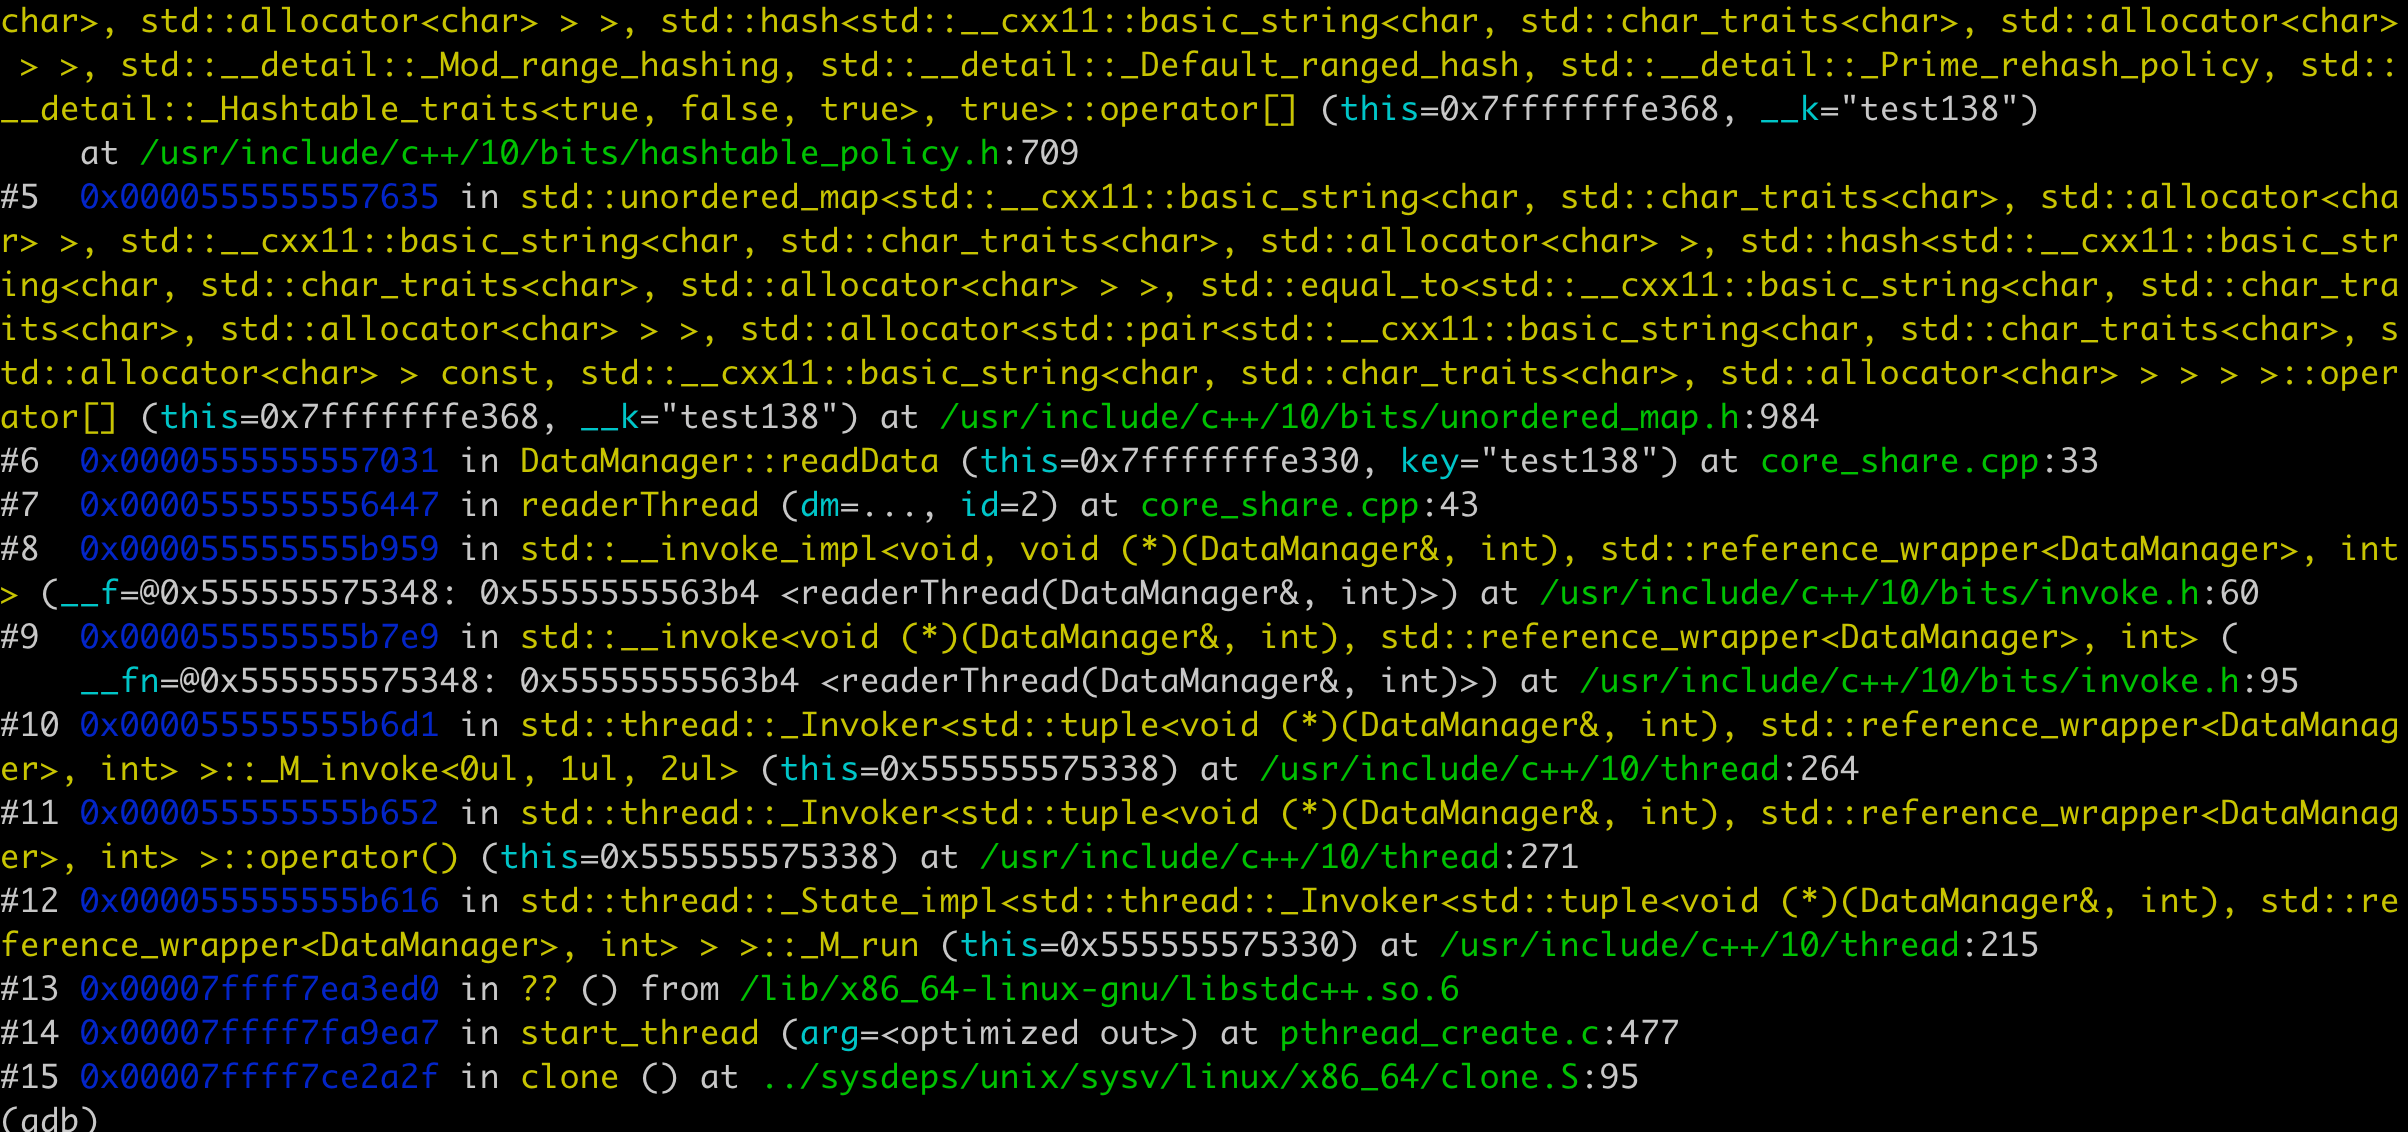 char>, std::allocator<char> > >, std::hash<std::__cxx11::basic_string<char, std::char_traits<char>, std::allocator<char>
 > >, std::__detail::_Mod_range_hashing, std::__detail::_Default_ranged_hash, std::__detail::_Prime_rehash_policy, std::
__detail::_Hashtable_traits<true, false, true>, true>::operator[] (this=0x7fffffffe368, __k="test138")
    at /usr/include/c++/10/bits/hashtable_policy.h:709
#5  0x0000555555557635 in std::unordered_map<std::__cxx11::basic_string<char, std::char_traits<char>, std::allocator<cha
r> >, std::__cxx11::basic_string<char, std::char_traits<char>, std::allocator<char> >, std::hash<std::__cxx11::basic_str
ing<char, std::char_traits<char>, std::allocator<char> > >, std::equal_to<std::__cxx11::basic_string<char, std::char_tra
its<char>, std::allocator<char> > >, std::allocator<std::pair<std::__cxx11::basic_string<char, std::char_traits<char>, s
td::allocator<char> > const, std::__cxx11::basic_string<char, std::char_traits<char>, std::allocator<char> > > > >::oper
ator[] (this=0x7fffffffe368, __k="test138") at /usr/include/c++/10/bits/unordered_map.h:984
#6  0x0000555555557031 in DataManager::readData (this=0x7fffffffe330, key="test138") at core_share.cpp:33
#7  0x0000555555556447 in readerThread (dm=..., id=2) at core_share.cpp:43
#8  0x000055555555b959 in std::__invoke_impl<void, void (*)(DataManager&, int), std::reference_wrapper<DataManager>, int
> (__f=@0x555555575348: 0x5555555563b4 <readerThread(DataManager&, int)>) at /usr/include/c++/10/bits/invoke.h:60
#9  0x000055555555b7e9 in std::__invoke<void (*)(DataManager&, int), std::reference_wrapper<DataManager>, int> (
    __fn=@0x555555575348: 0x5555555563b4 <readerThread(DataManager&, int)>) at /usr/include/c++/10/bits/invoke.h:95
#10 0x000055555555b6d1 in std::thread::_Invoker<std::tuple<void (*)(DataManager&, int), std::reference_wrapper<DataManag
er>, int> >::_M_invoke<0ul, 1ul, 2ul> (this=0x555555575338) at /usr/include/c++/10/thread:264
#11 0x000055555555b652 in std::thread::_Invoker<std::tuple<void (*)(DataManager&, int), std::reference_wrapper<DataManag
er>, int> >::operator() (this=0x555555575338) at /usr/include/c++/10/thread:271
#12 0x000055555555b616 in std::thread::_State_impl<std::thread::_Invoker<std::tuple<void (*)(DataManager&, int), std::re
ference_wrapper<DataManager>, int> > >::_M_run (this=0x555555575330) at /usr/include/c++/10/thread:215
#13 0x00007ffff7ea3ed0 in ?? () from /lib/x86_64-linux-gnu/libstdc++.so.6
#14 0x00007ffff7fa9ea7 in start_thread (arg=<optimized out>) at pthread_create.c:477
#15 0x00007ffff7ce2a2f in clone () at ../sysdeps/unix/sysv/linux/x86_64/clone.S:95
(gdb)